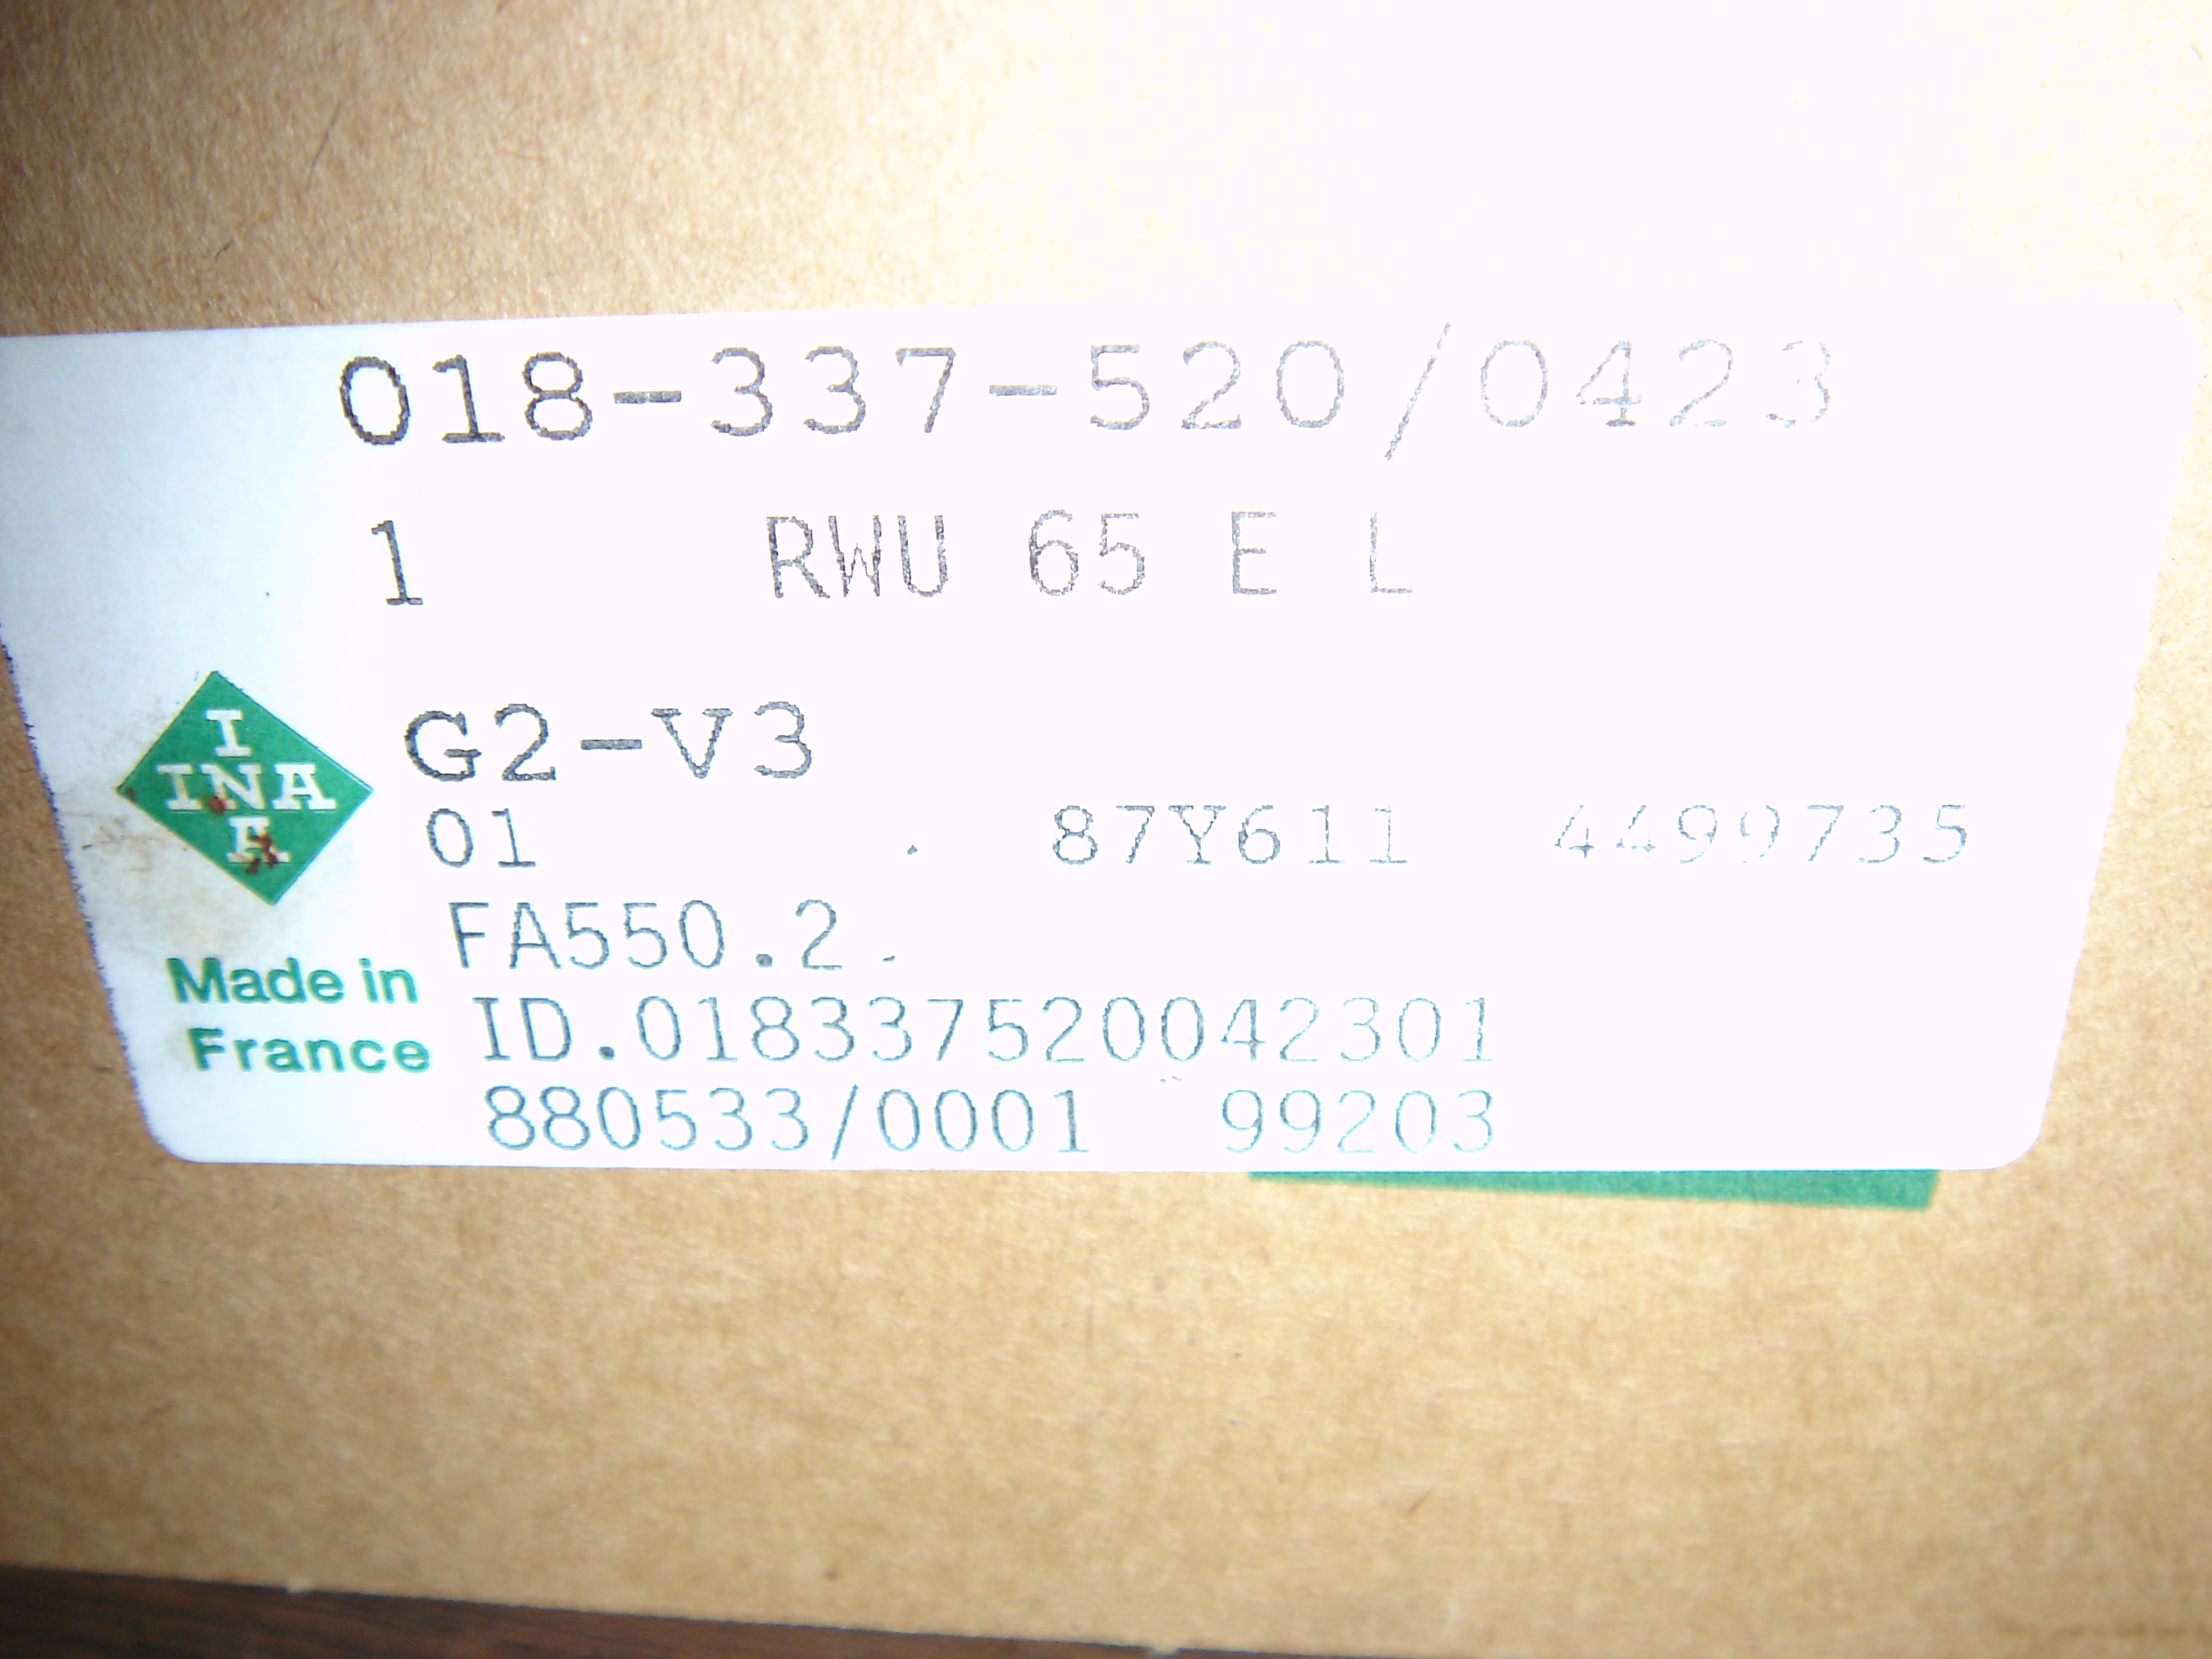 018-337-520/0423
1 RWU 65 E L
I
INA
A
G2-V3
01 87Y611 4499735
FA550.2
Made in
France
ID.018337520042301
880533/0001 99203